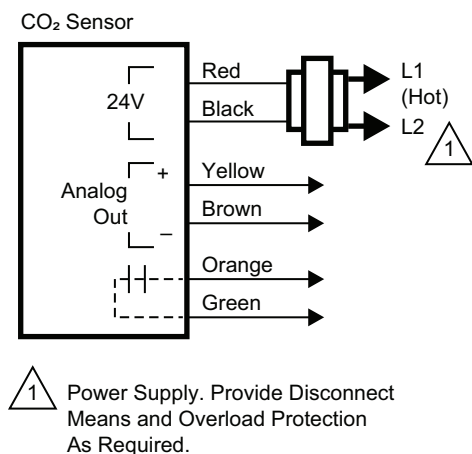 CO₂ Sensor
24V
Red
Black
L1
(Hot)
L2
1
Analog
Out
+
–
Yellow
Brown
Orange
Green
1
Power Supply. Provide Disconnect
Means and Overload Protection
As Required.